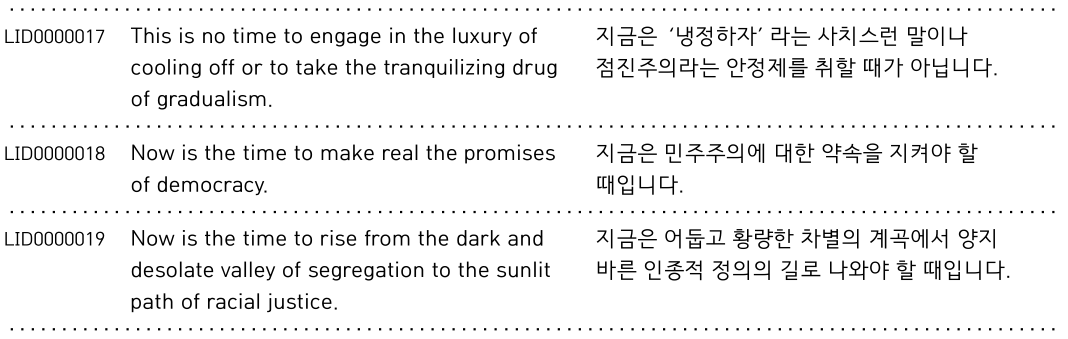 LID0000017 This is no time to engage in the luxury of 지금은 '냉정하자' 라는 사치스런 말이나
cooling off or to take the tranquilizing drug 점진주의라는 안정제를 취할 때가 아닙니다.
of gradualism.
LID0000018 Now is the time to make real the promises 지금은 민주주의에 대한 약속을 지켜야 할
of democracy. 때입니다.
LID0000019 Now is the time to rise from the dark and 지금은 어둡고 황량한 차별의 계곡에서 양지
desolate valley of segregation to the sunlit 바른 인종적 정의의 길로 나와야 할 때입니다.
path of racial justice.